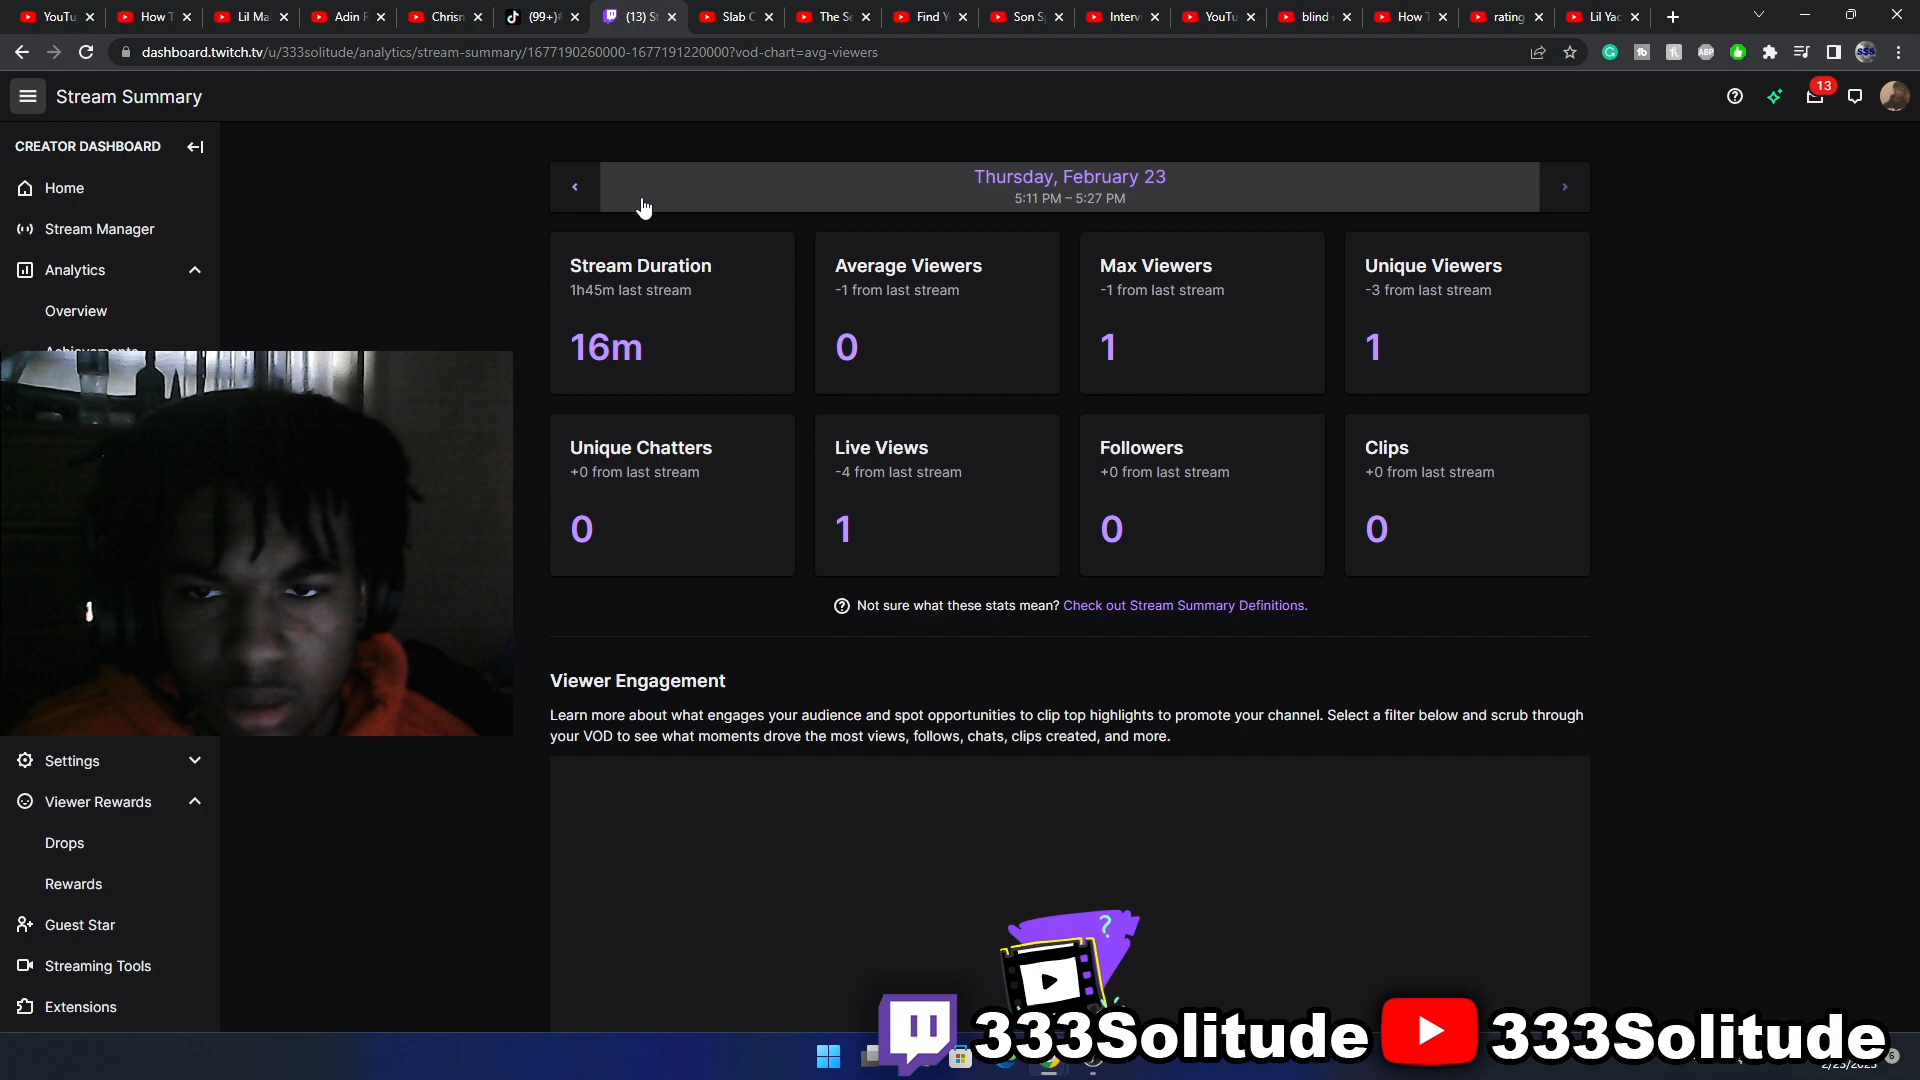 YouTu
How T
Lil Ma
Adin R
Chrisn
(99+)
(13) S
Slab C
The Se
Find Y
Son S
Interv
YouTu
blind
How T
rating
Lil Yac
dashboard.twitch.tv/u/333solitude/analytics/stream-summary/1677190260000-1677191220000?vod-chart=avg-viewers
ABP
Stream Summary
13
CREATOR DASHBOARD
Home
Stream Manager
Analytics
Overview
Achievements
Settings
Viewer Rewards
Drops
Rewards
Guest Star
Streaming Tools
Extensions
Thursday, February 23
5:11 PM – 5:27 PM
Stream Duration
1h45m last stream
16m
Average Viewers
-1 from last stream
0
Max Viewers
-1 from last stream
1
Unique Viewers
-3 from last stream
1
Unique Chatters
+0 from last stream
0
Live Views
-4 from last stream
1
Followers
+0 from last stream
0
Clips
+0 from last stream
0
Not sure what these stats mean? Check out Stream Summary Definitions.
Viewer Engagement
Learn more about what engages your audience and spot opportunities to clip top highlights to promote your channel. Select a filter below and scrub through
your VOD to see what moments drove the most views, follows, chats, clips created, and more.
?
333Solitude
333Solitude